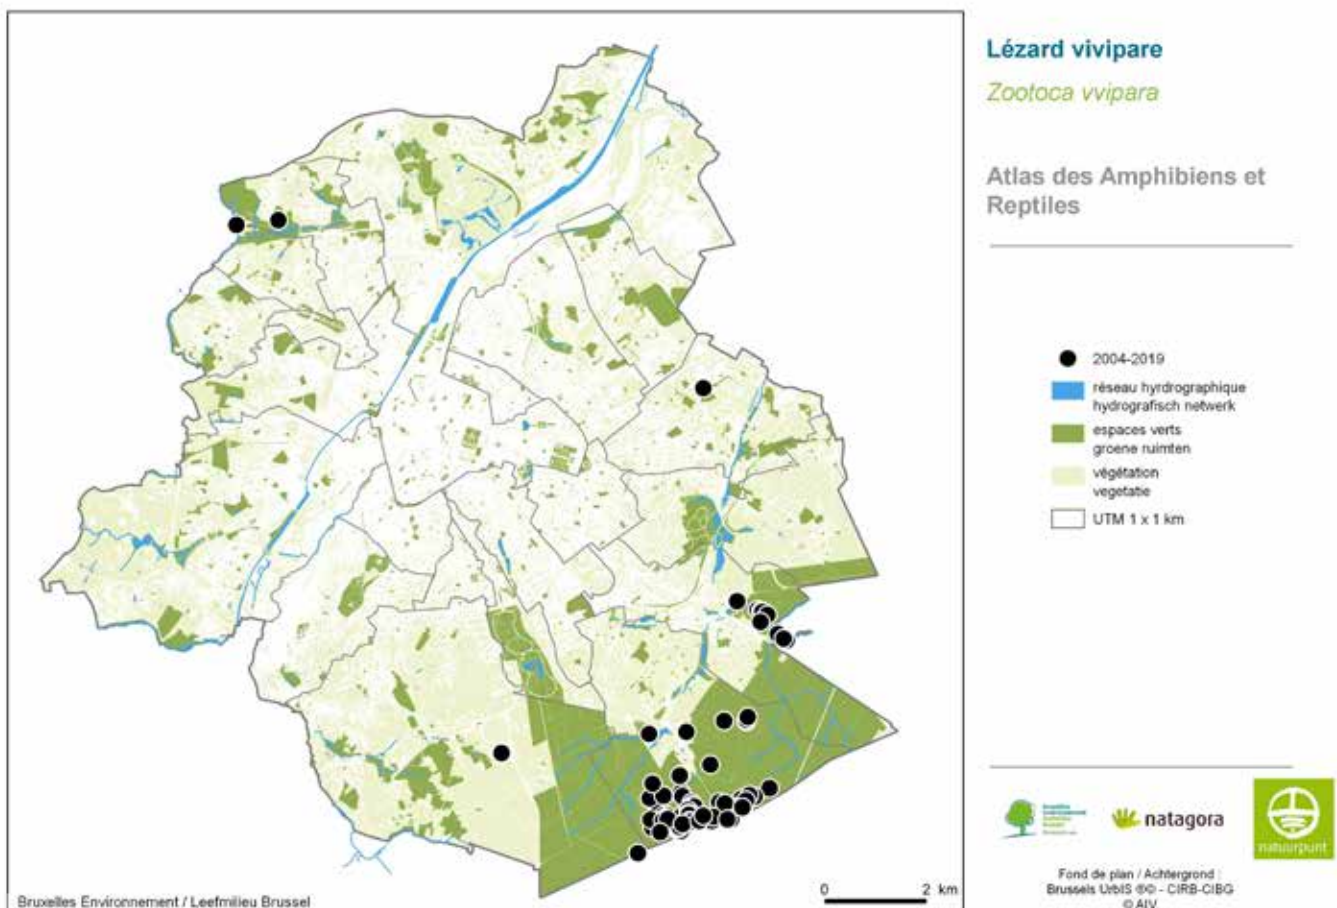 Lézard vivipare
Zootoca vvipara
Atlas des Amphibiens et
Reptiles
2004-2019
réseau hyrdrographique
hydrografisch netwerk
espaces verts
groene ruimten
végétation
vegetatie
UTM 1 x 1 km
natagora
natuurpunt
Fond de plan / Achtergrond :
Brussels UrbIS ®© - CIRB-CIBG
© AIV
0 2 km
Bruxelles Environnement / Leefmilieu Brussel